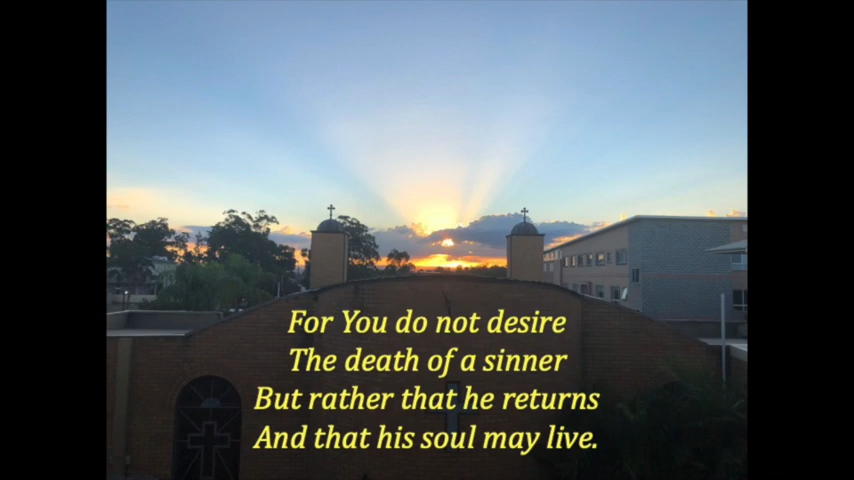 For You do not desire
The death of a sinner
But rather that he returns
And that his soul may live.